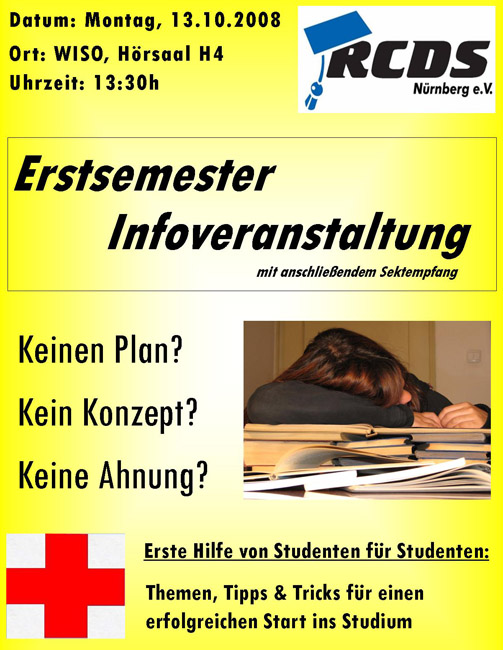 Datum: Montag, 13.10.2008
Ort: WISO, Hörsaal H4
Uhrzeit: 13:30h
RCDS
Nürnberg e.V.
Erstsemester
Infoveranstaltung
mit anschließendem Sektempfang
Keinen Plan?
Kein Konzept?
Keine Ahnung?
Erste Hilfe von Studenten für Studenten:
Themen, Tipps & Tricks für einen
erfolgreichen Start ins Studium